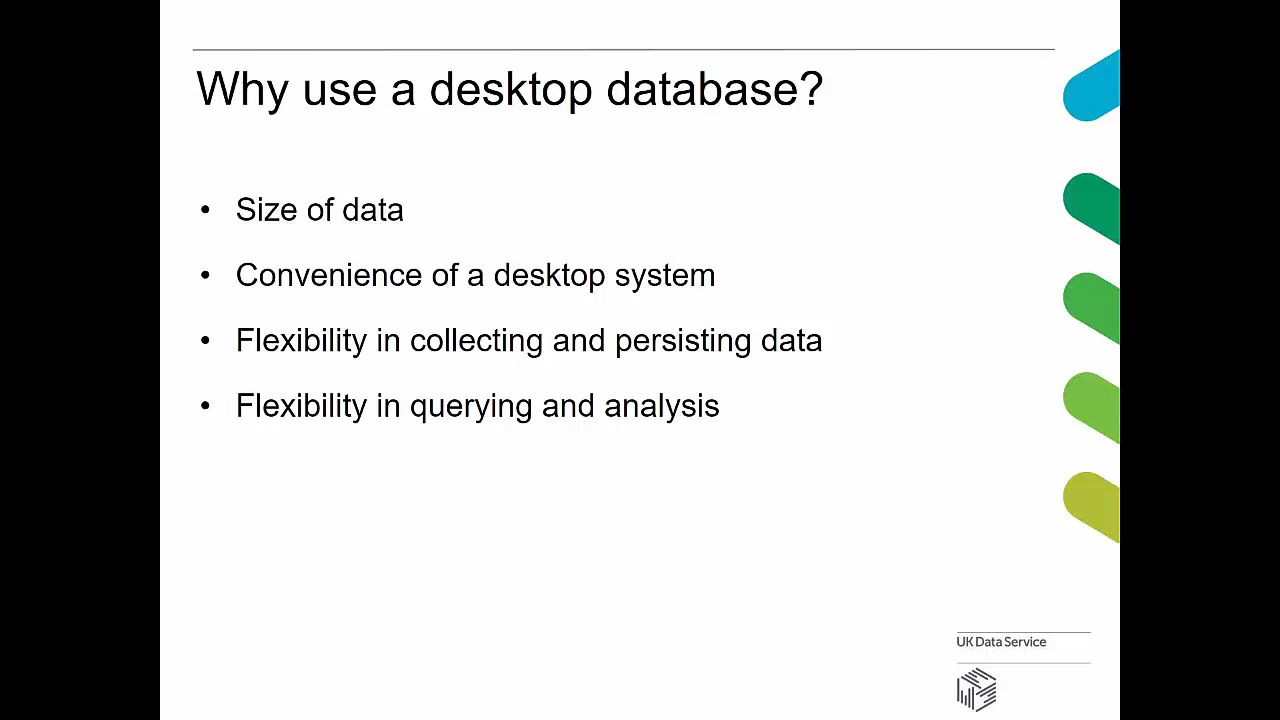 Why use a desktop database?
• Size of data
• Convenience of a desktop system
• Flexibility in collecting and persisting data
• Flexibility in querying and analysis
UK Data Service